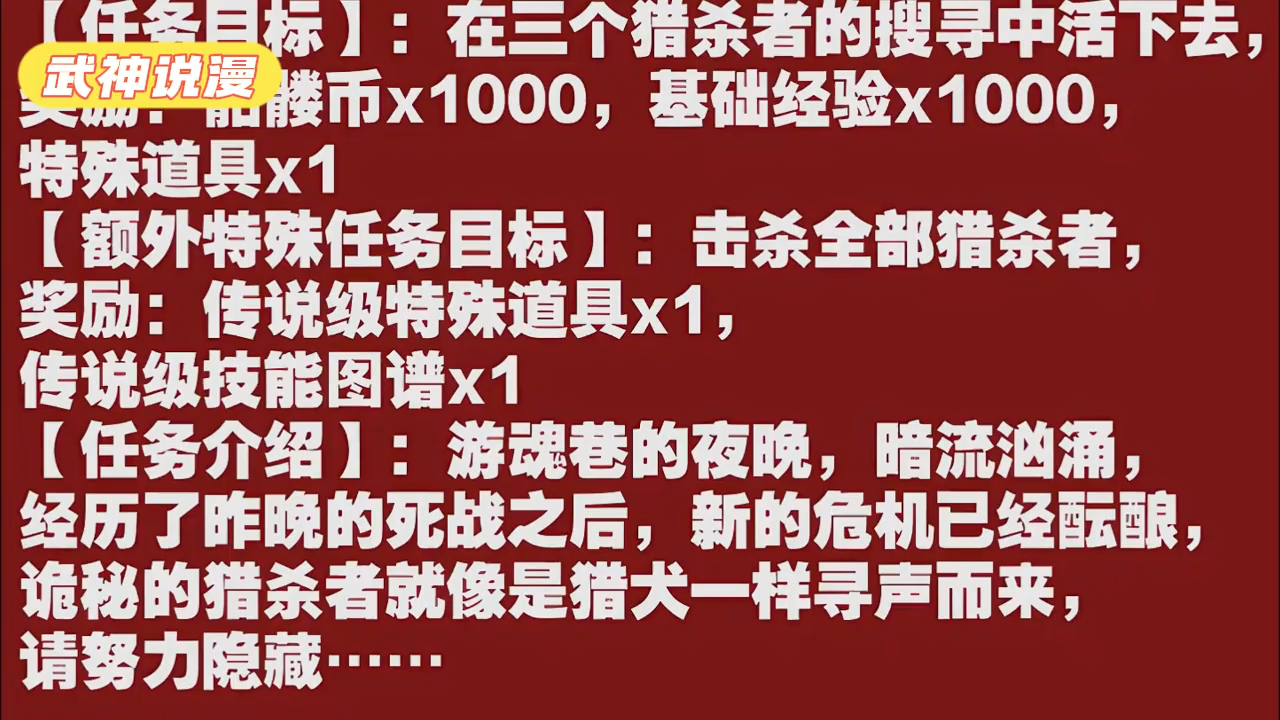 【任务目标】：在三个猎杀者的搜寻中活下去，
武神说漫
奖励：骷髅币x1000，基础经验x1000，
特殊道具x1
【额外特殊任务目标】：击杀全部猎杀者，
奖励：传说级特殊道具x1，
传说级技能图谱x1
【任务介绍】：游魂巷的夜晚，暗流汹涌，
经历了昨晚的死战之后，新的危机已经酝酿，
诡秘的猎杀者就像是猎犬一样寻声而来，
请努力隐藏……